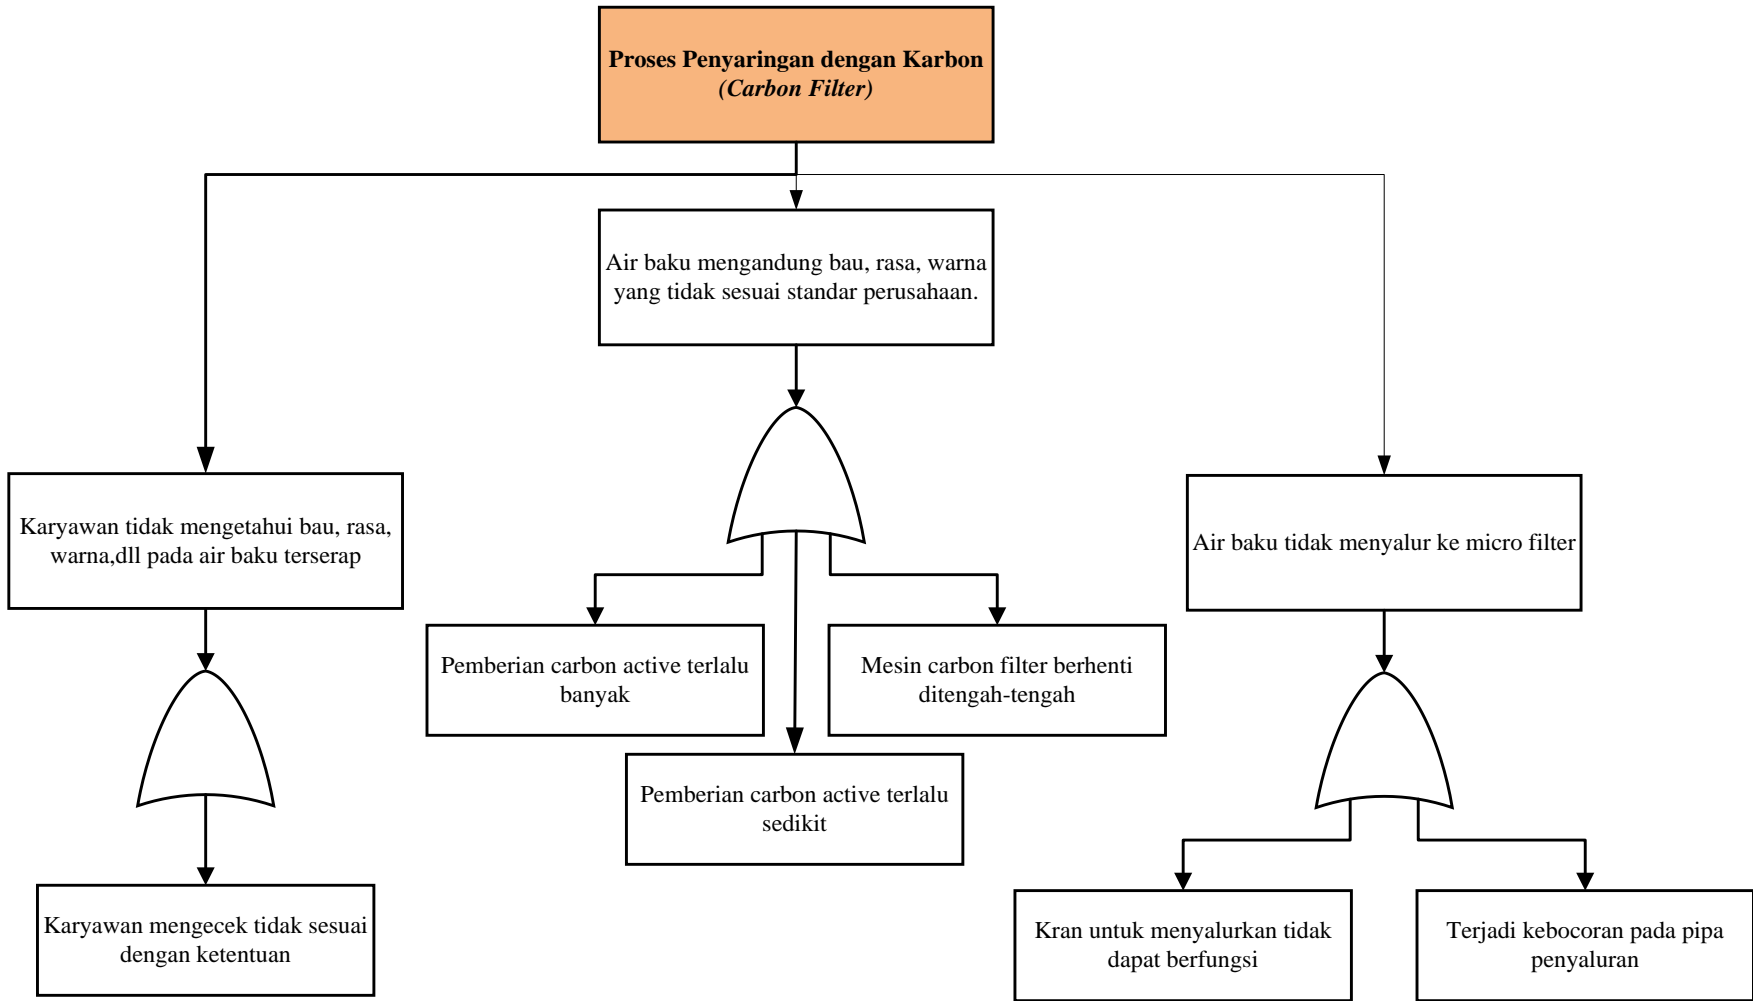 Proses Penyaringan dengan Karbon
(Carbon Filter)
Air baku mengandung bau, rasa, warna
yang tidak sesuai standar perusahaan.
Karyawan tidak mengetahui bau, rasa,
warna,dll pada air baku terserap
Air baku tidak menyalur ke micro filter
Pemberian carbon active terlalu
banyak
Mesin carbon filter berhenti
ditengah-tengah
Pemberian carbon active terlalu
sedikit
Karyawan mengecek tidak sesuai
dengan ketentuan
Kran untuk menyalurkan tidak
dapat berfungsi
Terjadi kebocoran pada pipa
penyaluran